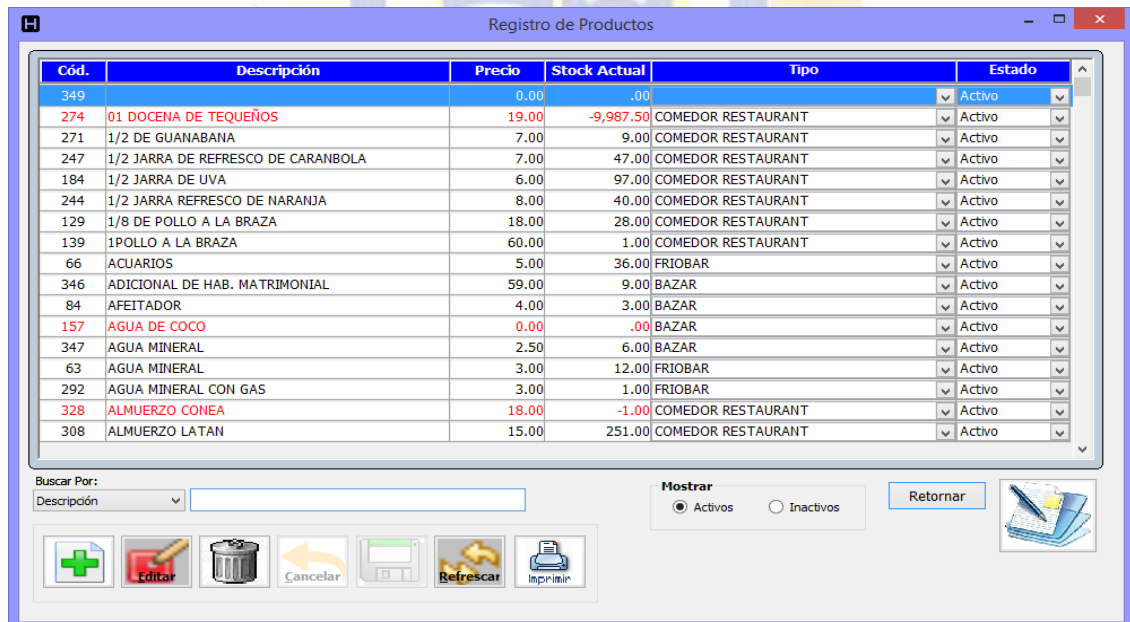 H Registro de Productos
Cód. Descripción Precio Stock Actual Tipo Estado
349 0.00 .00 Activo
274 01 DOCENA DE TEQUEÑOS 19.00 -9,987.50 COMEDOR RESTAURANT Activo
271 1/2 DE GUANABANA 7.00 9.00 COMEDOR RESTAURANT Activo
247 1/2 JARRA DE REFRESCO DE CARANBOLA 7.00 47.00 COMEDOR RESTAURANT Activo
184 1/2 JARRA DE UVA 6.00 97.00 COMEDOR RESTAURANT Activo
244 1/2 JARRA REFRESCO DE NARANJA 8.00 40.00 COMEDOR RESTAURANT Activo
129 1/8 DE POLLO A LA BRAZA 18.00 28.00 COMEDOR RESTAURANT Activo
139 1POLLO A LA BRAZA 60.00 1.00 COMEDOR RESTAURANT Activo
66 ACUARIOS 5.00 36.00 FRIOBAR Activo
346 ADICIONAL DE HAB. MATRIMONIAL 59.00 9.00 BAZAR Activo
84 AFEITADOR 4.00 3.00 BAZAR Activo
157 AGUA DE COCO 0.00 .00 BAZAR Activo
347 AGUA MINERAL 2.50 6.00 BAZAR Activo
63 AGUA MINERAL 3.00 12.00 FRIOBAR Activo
292 AGUA MINERAL CON GAS 3.00 1.00 FRIOBAR Activo
328 ALMUERZO CONEA 18.00 -1.00 COMEDOR RESTAURANT Activo
308 ALMUERZO LATAN 15.00 251.00 COMEDOR RESTAURANT Activo
Buscar Por:
Descripción
Mostrar
Activos Inactivos
Retornar
Editar Cancelar Refrescar Imprimir